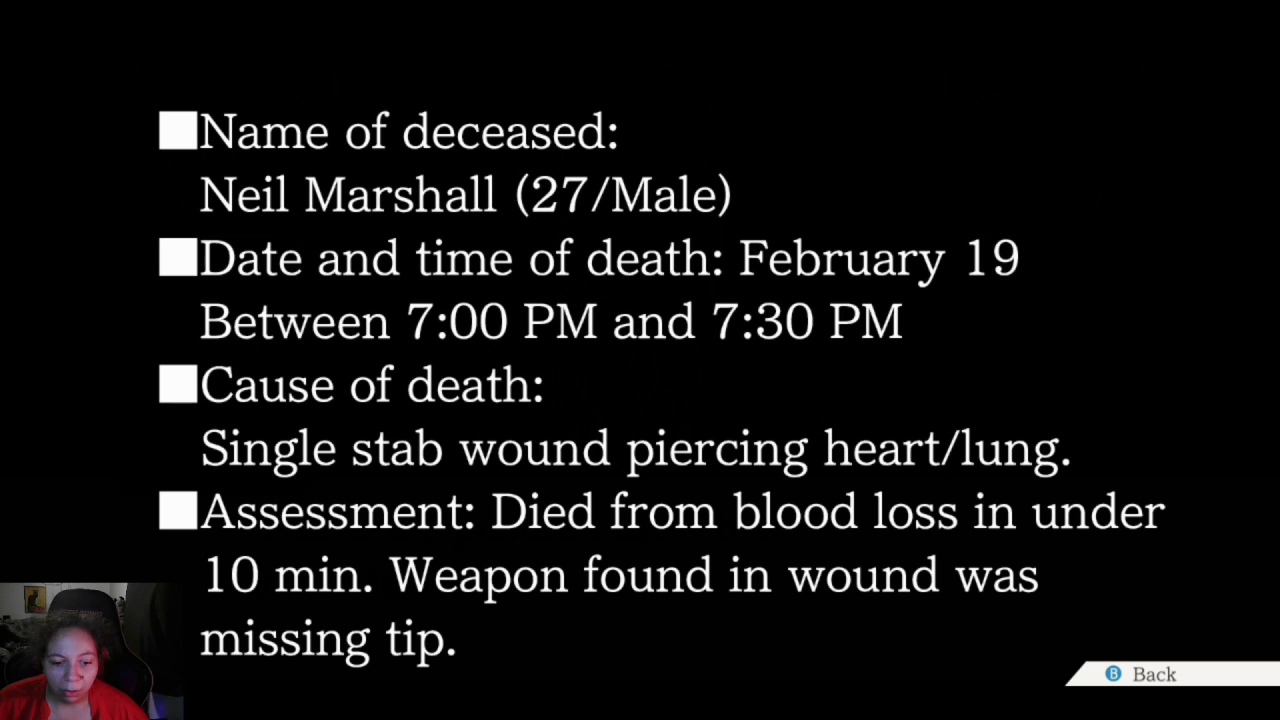 ■Name of deceased:
Neil Marshall (27/Male)
■Date and time of death: February 19
Between 7:00 PM and 7:30 PM
■Cause of death:
Single stab wound piercing heart/lung.
■Assessment: Died from blood loss in under
10 min. Weapon found in wound was
missing tip.
B Back